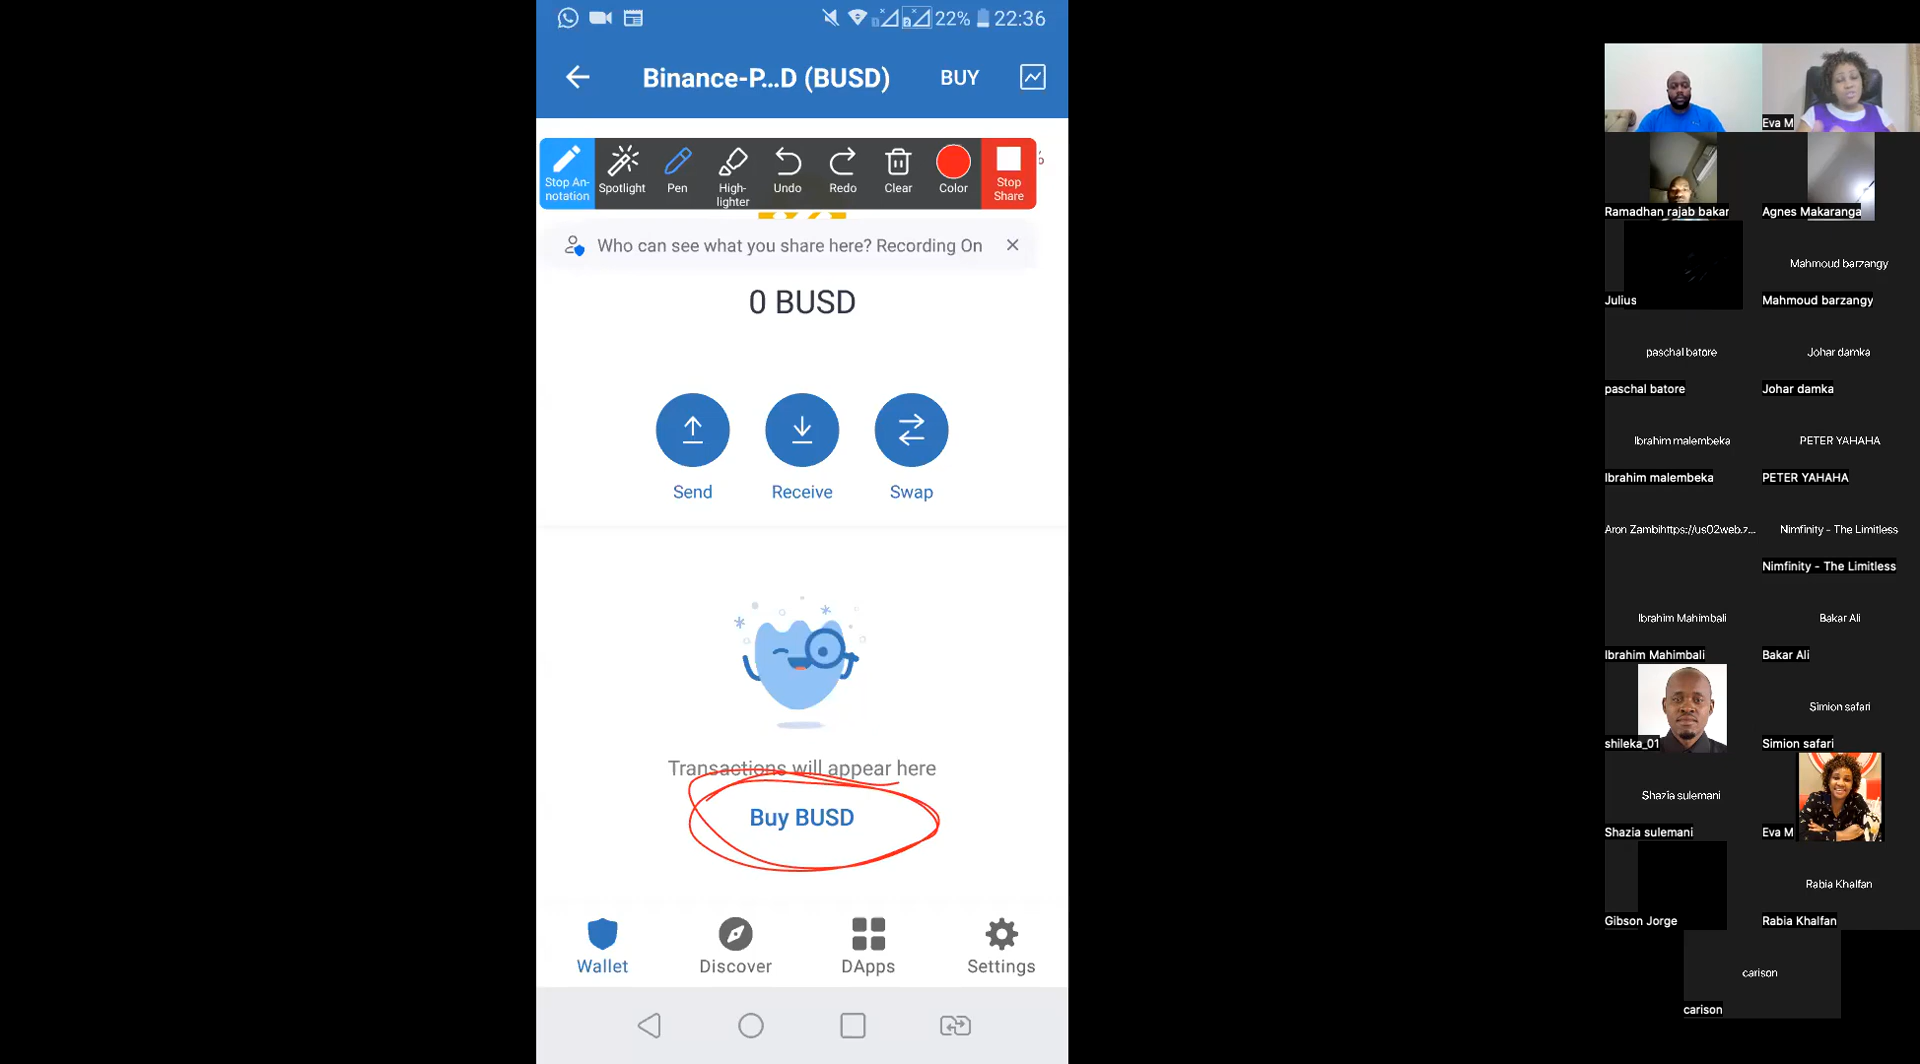 22% 22:36
Binance-P...D (BUSD) BUY
Stop An-
notation
Spotlight
Pen
High-
lighter
Undo
Redo
Clear
Color
Stop
Share
%
Who can see what you share here? Recording On
0 BUSD
Send Receive Swap
Transactions will appear here
Buy BUSD
Wallet Discover DApps Settings
Eva M
Ramadhan rajab bakar
Agnes Makaranga
Julius
Mahmoud barzangy
Mahmoud barzangy
paschal batore
paschal batore
Johar damka
Johar damka
Ibrahim malembeka
Ibrahim malembeka
PETER YAHAHA
PETER YAHAHA
Aron Zambihttps://us02web.z...
Nimfinity - The Limitless
Nimfinity - The Limitless
Ibrahim Mahimbali
Ibrahim Mahimbali
Bakar Ali
Bakar Ali
shileka_01
Simion safari
Simion safari
Shazia sulemani
Shazia sulemani
Eva M
Gibson Jorge
Rabia Khalfan
Rabia Khalfan
carison
carison